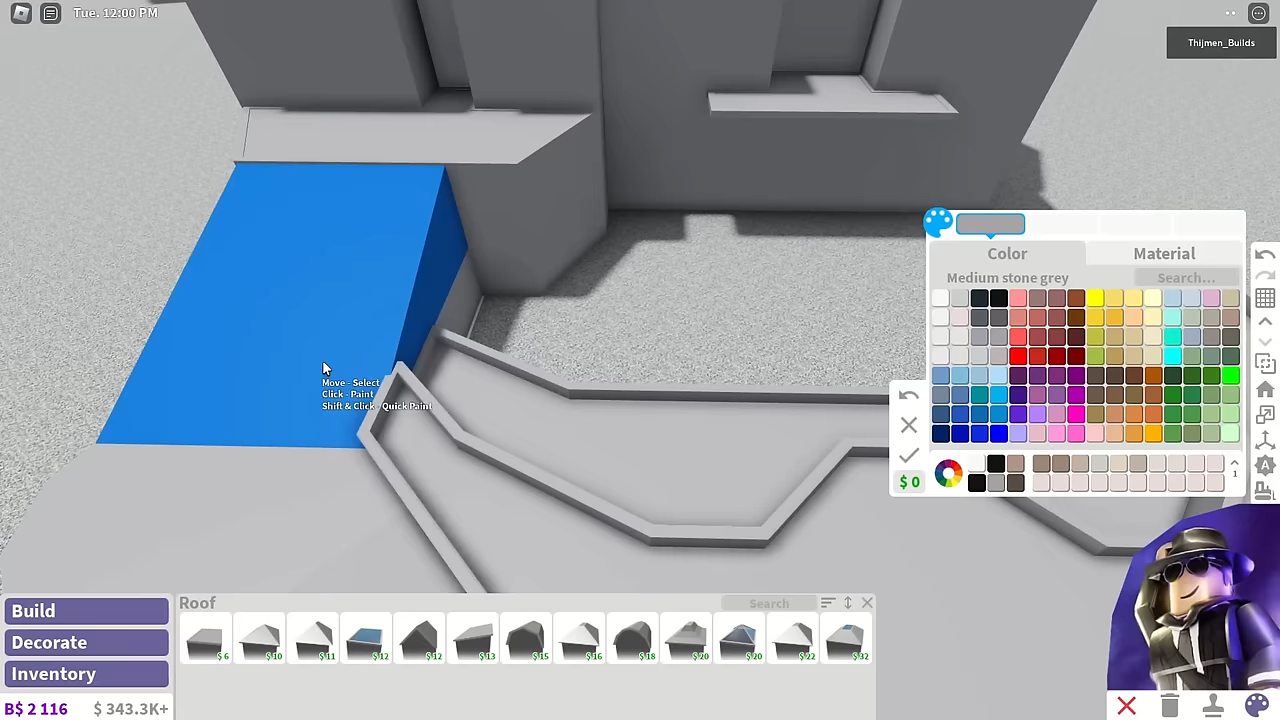 Tue. 12:00 PM
Thijmen_Builds
Color
Material
Medium stone grey
Search...
Move - Select
Click - Paint
Shift & Click - Quick Paint
$ 0
1
Build
Decorate
Inventory
B$ 2 116
$ 343.3K+
Roof
Search
$6
$10
$11
$12
$12
$13
$15
$16
$18
$20
$20
$22
$32